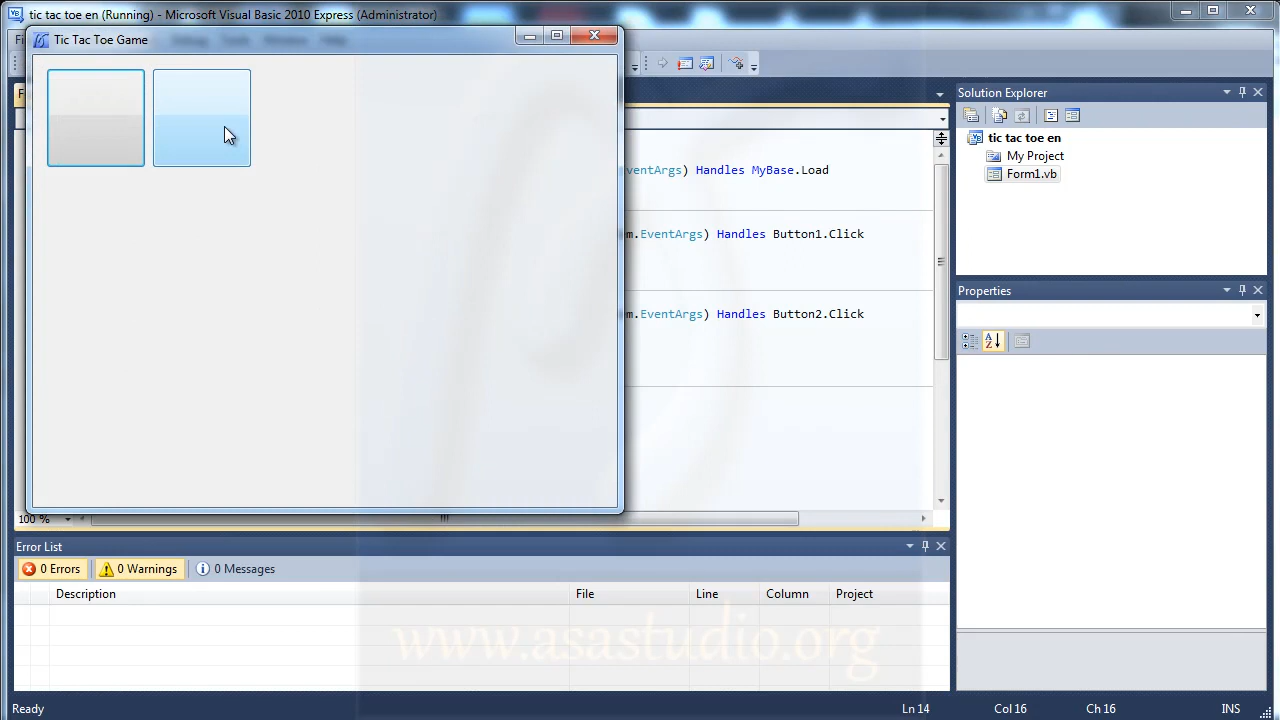 tic tac toe en (Running) - Microsoft Visual Basic 2010 Express (Administrator)
Tic Tac Toe Game
Solution Explorer
tic tac toe en
My Project
Form1.vb
EventArgs) Handles MyBase.Load
m.EventArgs) Handles Button1.Click
m.EventArgs) Handles Button2.Click
Properties
100 %
Error List
0 Errors
0 Warnings
0 Messages
Description File Line Column Project
www.asastudio.org
Ready Ln 14 Col 16 Ch 16 INS